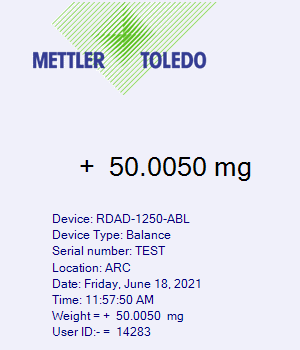 METTLER TOLEDO
+ 50.0050 mg
Device: RDAD-1250-ABL
Device Type: Balance
Serial number: TEST
Location: ARC
Date: Friday, June 18, 2021
Time: 11:57:50 AM
Weight = + 50.0050 mg
User ID:- = 14283